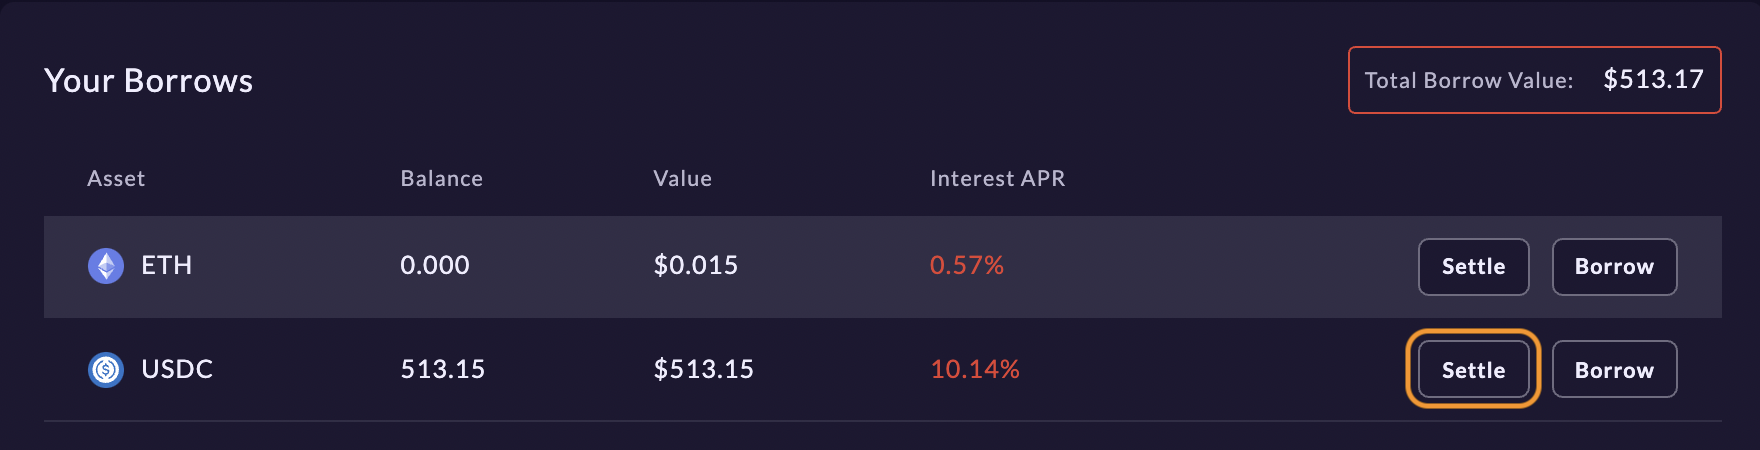 Your Borrows
Total Borrow Value: $513.17
Asset Balance Value Interest APR
ETH 0.000 $0.015 0.57% Settle Borrow
USDC 513.15 $513.15 10.14% Settle Borrow